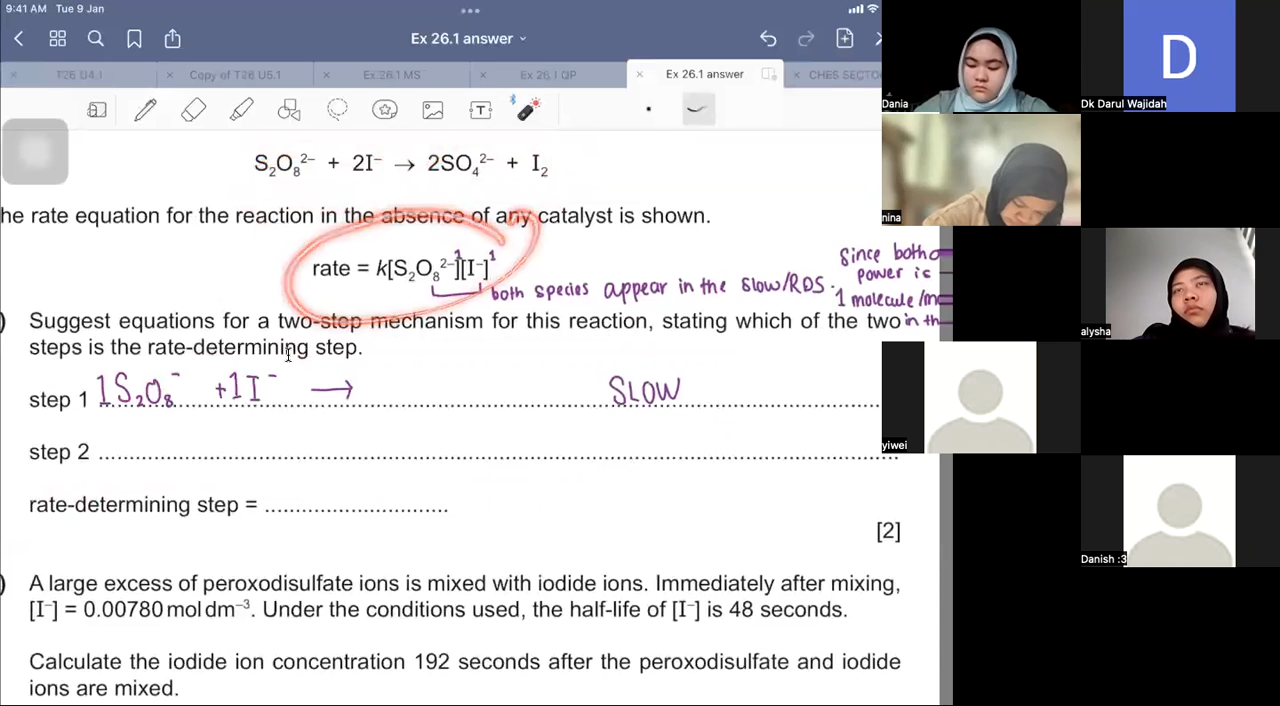 9:41 AM Tue 9 Jan
Ex 26.1 answer
T26 U4.1
Copy of T26 U5.1
Ex 26.1 MS
Ex 26.1 QP
Ex 26.1 answer
CHES SECTOR
S₂O₈²⁻ + 2I⁻ → 2SO₄²⁻ + I₂
he rate equation for the reaction in the absence of any catalyst is shown.
rate = k[S₂O₈²⁻]¹[I⁻]¹
both species appear in the slow/RDS.
since both
power is
1 molecule/m
in th
) Suggest equations for a two-step mechanism for this reaction, stating which of the two
steps is the rate-determining step.
step 1 1S₂O₈⁻ + 1I⁻ → SLOW
step 2
rate-determining step =
[2]
) A large excess of peroxodisulfate ions is mixed with iodide ions. Immediately after mixing,
[I⁻] = 0.00780 mol dm⁻³. Under the conditions used, the half-life of [I⁻] is 48 seconds.
Calculate the iodide ion concentration 192 seconds after the peroxodisulfate and iodide
ions are mixed.
Dania
D
Dk Darul Wajidah
nina
alysha
yiwei
Danish :3